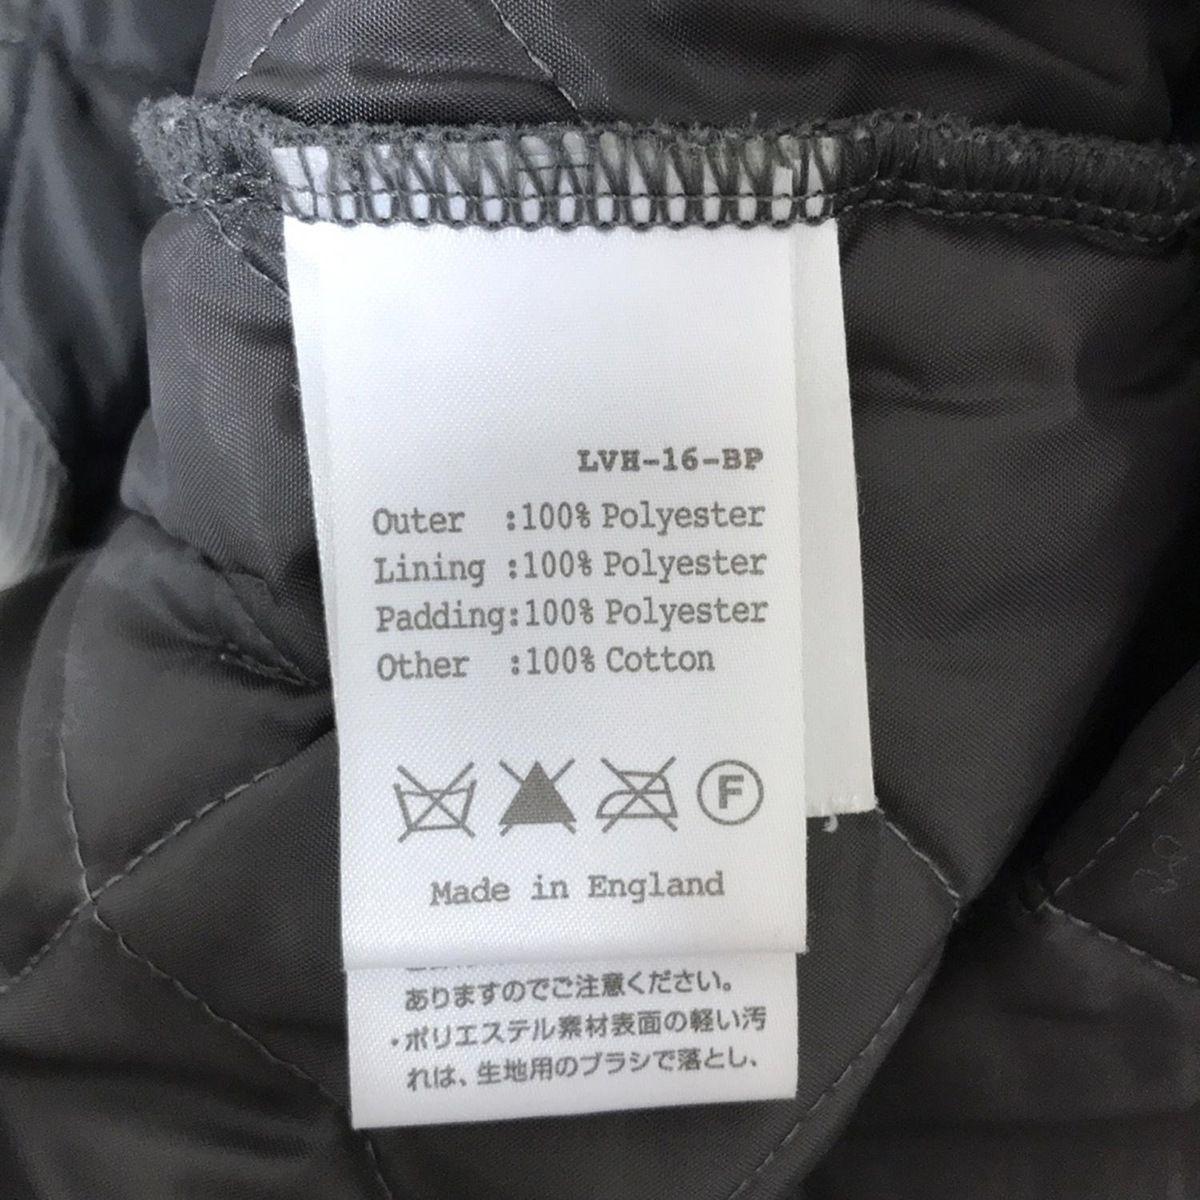 LVH-16-BP
Outer :100% Polyester
Lining :100% Polyester
Padding:100% Polyester
Other :100% Cotton
F
Made in England
ありますのでご注意ください。
・ポリエステル素材表面の軽い汚
れは、生地用のブラシで落とし、